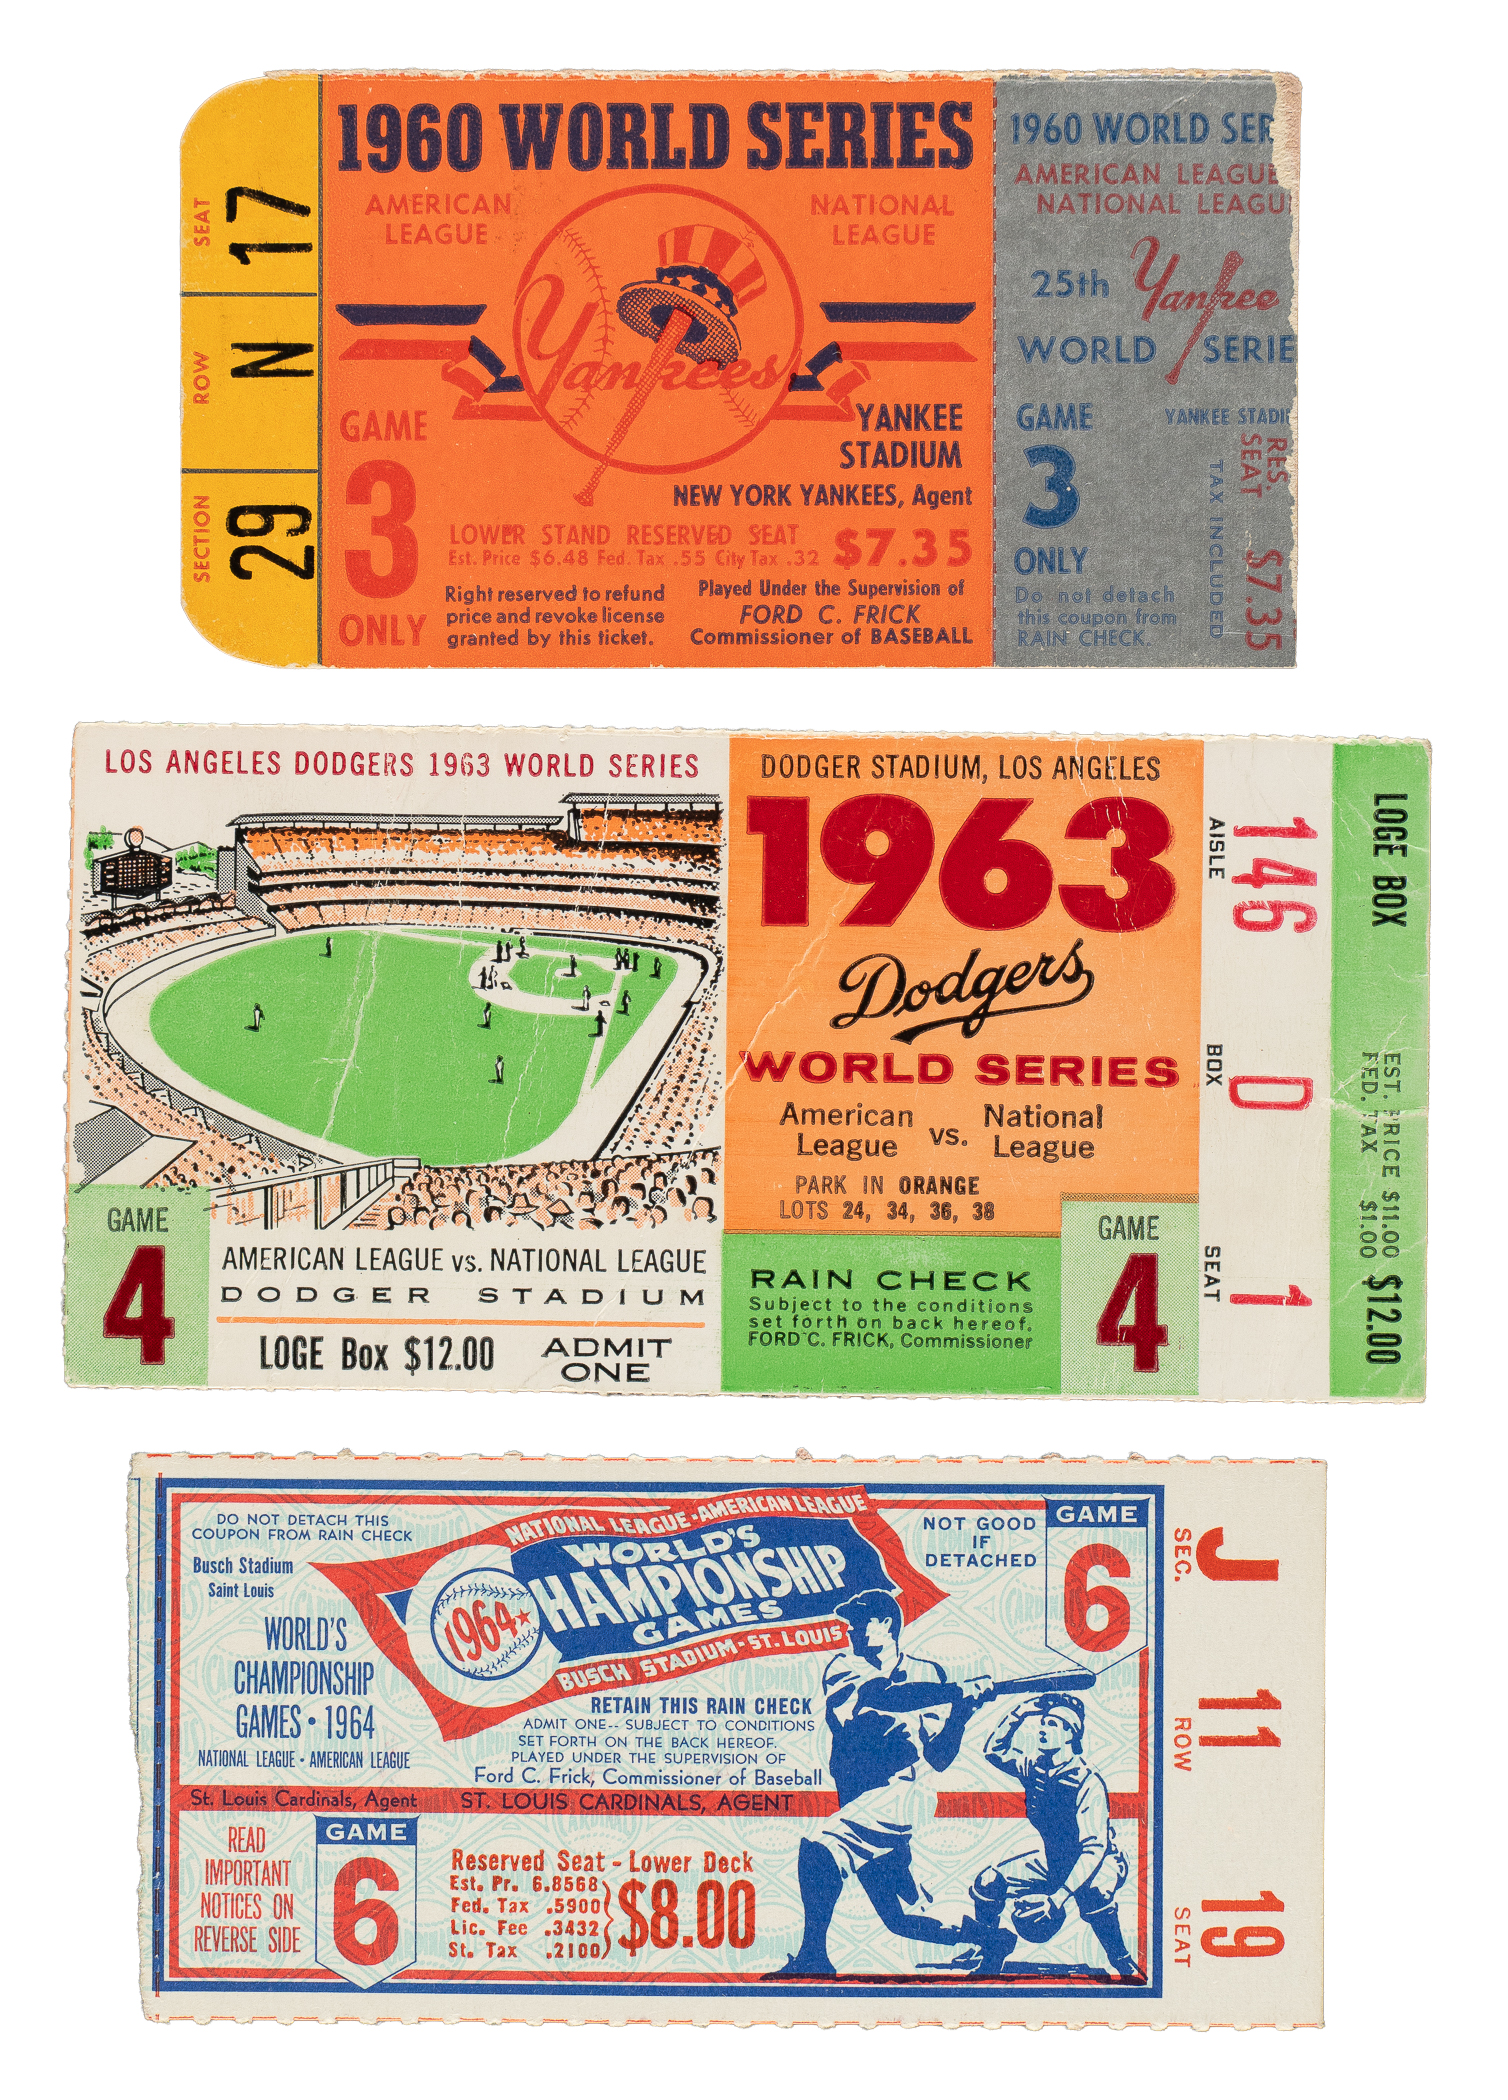 SEAT 17
ROW N
SECTION 29
1960 WORLD SERIES
AMERICAN LEAGUE
NATIONAL LEAGUE
Yankees
YANKEE
STADIUM
NEW YORK YANKEES, Agent
GAME
3
ONLY
LOWER STAND RESERVED SEAT
Est. Price $6.48 Fed. Tax .55 City Tax .32
$7.35
Right reserved to refund
price and revoke license
granted by this ticket.
Played Under the Supervision of
FORD C. FRICK
Commissioner of BASEBALL
1960 WORLD SER
AMERICAN LEAGUE
NATIONAL LEAGU
25th Yankee
WORLD SERIE
GAME
3
ONLY
YANKEE STADI
RES.
SEAT
$7.35
TAX INCLUDED
Do not detach
this coupon from
RAIN CHECK.
LOS ANGELES DODGERS 1963 WORLD SERIES
GAME
4
AMERICAN LEAGUE vs. NATIONAL LEAGUE
DODGER STADIUM
LOGE Box $12.00
ADMIT
ONE
DODGER STADIUM, LOS ANGELES
1963
Dodgers
WORLD SERIES
American
League
vs.
National
League
PARK IN ORANGE
LOTS 24, 34, 36, 38
RAIN CHECK
Subject to the conditions
set forth on back hereof.
FORD C. FRICK, Commissioner
GAME
4
AISLE 146
BOX D
SEAT 1
LOGE BOX
EST. PRICE $11.00
FED. TAX $1.00
$12.00
DO NOT DETACH THIS
COUPON FROM RAIN CHECK
Busch Stadium
Saint Louis
WORLD'S
CHAMPIONSHIP
GAMES • 1964
NATIONAL LEAGUE • AMERICAN LEAGUE
St. Louis Cardinals, Agent
READ
IMPORTANT
NOTICES ON
REVERSE SIDE
GAME
6
NATIONAL LEAGUE • AMERICAN LEAGUE
1964
WORLD'S
CHAMPIONSHIP
GAMES
BUSCH STADIUM - ST. LOUIS
RETAIN THIS RAIN CHECK
ADMIT ONE-- SUBJECT TO CONDITIONS
SET FORTH ON THE BACK HEREOF.
PLAYED UNDER THE SUPERVISION OF
Ford C. Frick, Commissioner of Baseball
ST. LOUIS CARDINALS, AGENT
Reserved Seat - Lower Deck
Est. Pr. 6.8568
Fed. Tax .5900
Lic. Fee .3432
St. Tax .2100
$8.00
NOT GOOD
IF
DETACHED
GAME
6
SEC. J
ROW 11
SEAT 19